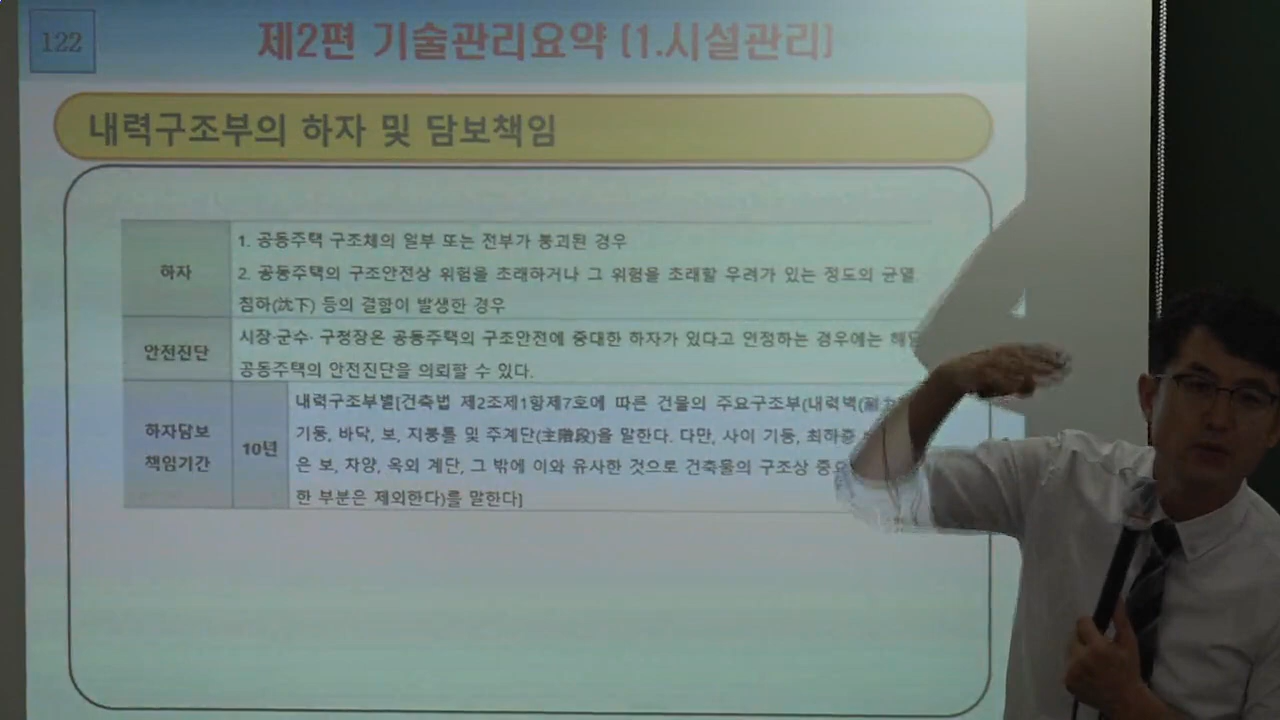 122
제2편 기술관리요약 [1.시설관리]
내력구조부의 하자 및 담보책임
하자
1. 공동주택 구조체의 일부 또는 전부가 붕괴된 경우
2. 공동주택의 구조안전상 위험을 초래하거나 그 위험을 초래할 우려가 있는 정도의 균열
침하(沈下) 등의 결함이 발생한 경우
안전진단
시장·군수· 구청장은 공동주택의 구조안전에 중대한 하자가 있다고 인정하는 경우에는
공동주택의 안전진단을 의뢰할 수 있다.
하자담보
책임기간
10년
내력구조부별[건축법 제2조제1항제7호에 따른 건물의 주요구조부(내력벽(耐力
기둥, 바닥, 보, 지붕틀 및 주계단(主階段)을 말한다. 다만, 사이 기둥, 최하층
은 보, 차양, 옥외 계단, 그 밖에 이와 유사한 것으로 건축물의 구조상
한 부분은 제외한다)를 말한다]